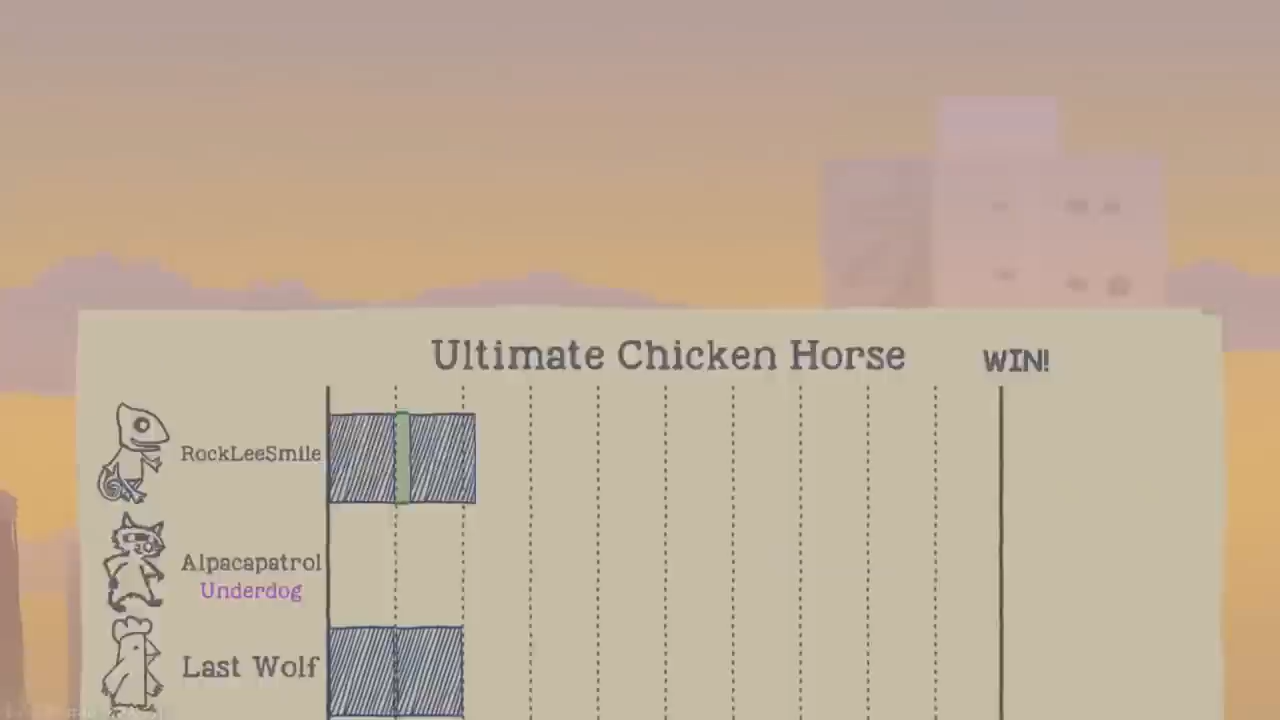 Ultimate Chicken Horse
WIN!
RockLeeSmile
Alpacapatrol
Underdog
Last Wolf